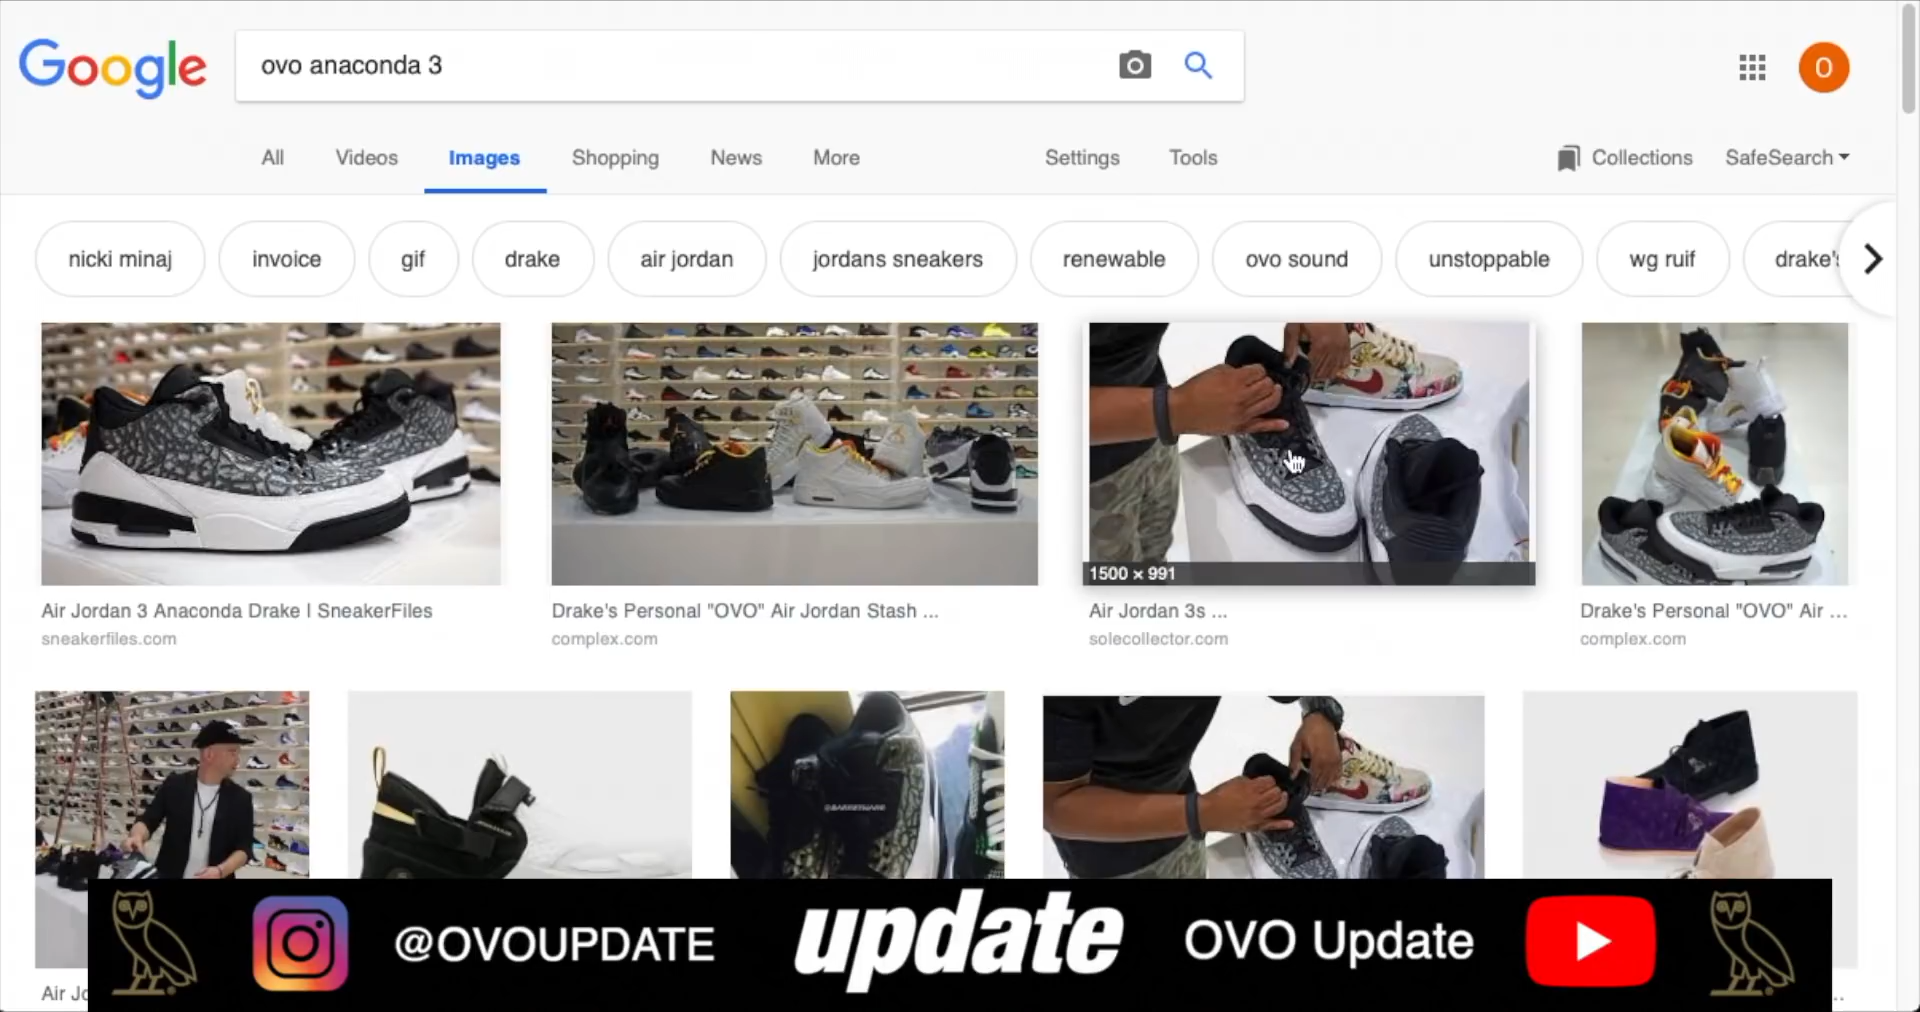 Google
ovo anaconda 3
O
All Videos Images Shopping News More Settings Tools Collections SafeSearch
nicki minaj invoice gif drake air jordan jordans sneakers renewable ovo sound unstoppable wg ruif drake's
1500 × 991
Air Jordan 3 Anaconda Drake | SneakerFiles
sneakerfiles.com
Drake's Personal "OVO" Air Jordan Stash ...
complex.com
Air Jordan 3s ...
solecollector.com
Drake's Personal "OVO" Air ...
complex.com
@OVOUPDATE update OVO Update
Air